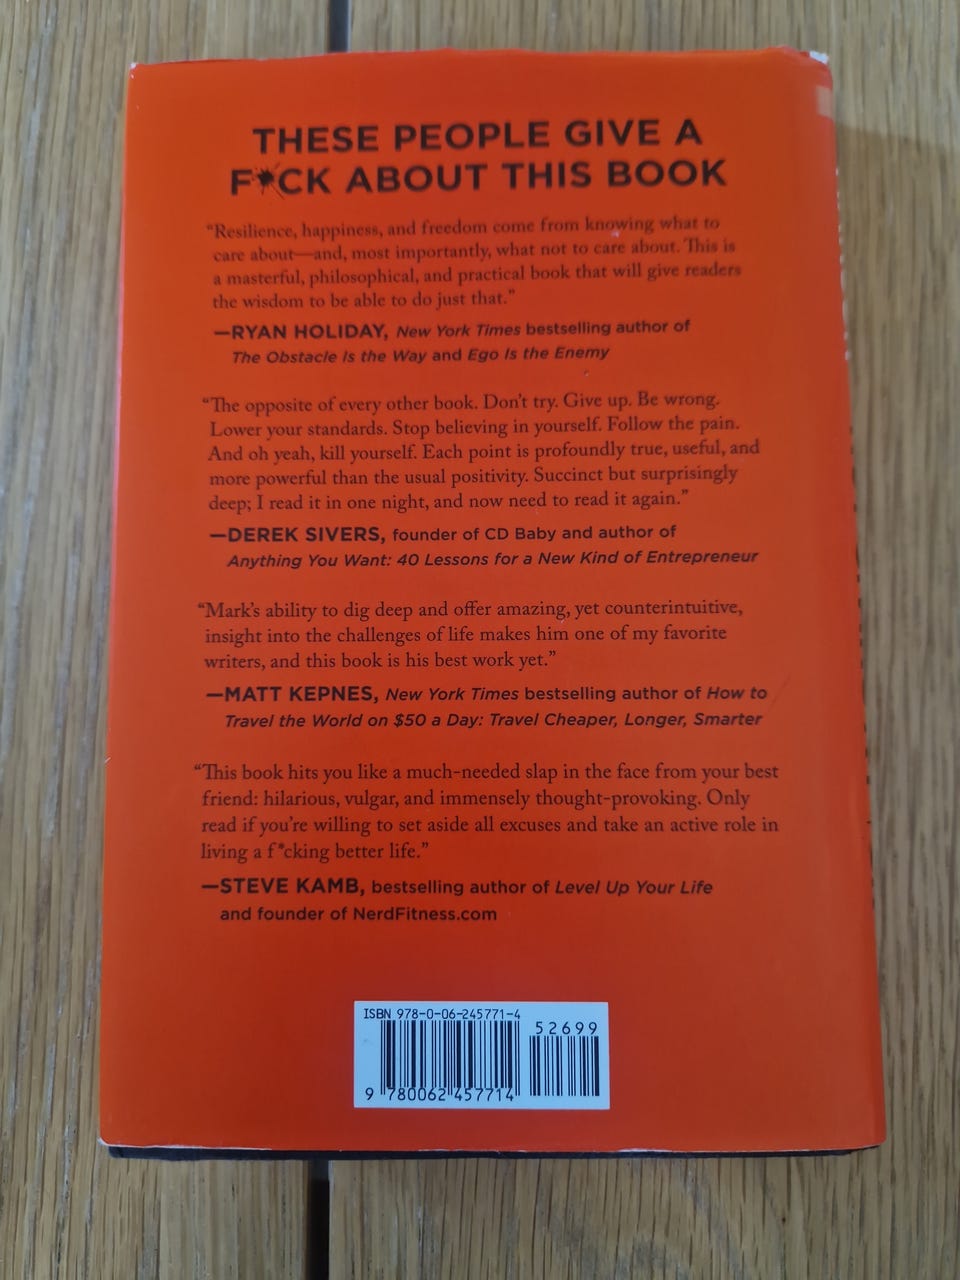 THESE PEOPLE GIVE A
F*CK ABOUT THIS BOOK
“Resilience, happiness, and freedom come from knowing what to
care about—and, most importantly, what not to care about. This is
a masterful, philosophical, and practical book that will give readers
the wisdom to be able to do just that.”
—RYAN HOLIDAY, New York Times bestselling author of
The Obstacle Is the Way and Ego Is the Enemy
“The opposite of every other book. Don’t try. Give up. Be wrong.
Lower your standards. Stop believing in yourself. Follow the pain.
And oh yeah, kill yourself. Each point is profoundly true, useful, and
more powerful than the usual positivity. Succinct but surprisingly
deep; I read it in one night, and now need to read it again.”
—DEREK SIVERS, founder of CD Baby and author of
Anything You Want: 40 Lessons for a New Kind of Entrepreneur
“Mark’s ability to dig deep and offer amazing, yet counterintuitive,
insight into the challenges of life makes him one of my favorite
writers, and this book is his best work yet.”
—MATT KEPNES, New York Times bestselling author of How to
Travel the World on $50 a Day: Travel Cheaper, Longer, Smarter
“This book hits you like a much-needed slap in the face from your best
friend: hilarious, vulgar, and immensely thought-provoking. Only
read if you’re willing to set aside all excuses and take an active role in
living a f*cking better life.”
—STEVE KAMB, bestselling author of Level Up Your Life
and founder of NerdFitness.com
ISBN 978-0-06-245771-4
52699
9 780062 457714